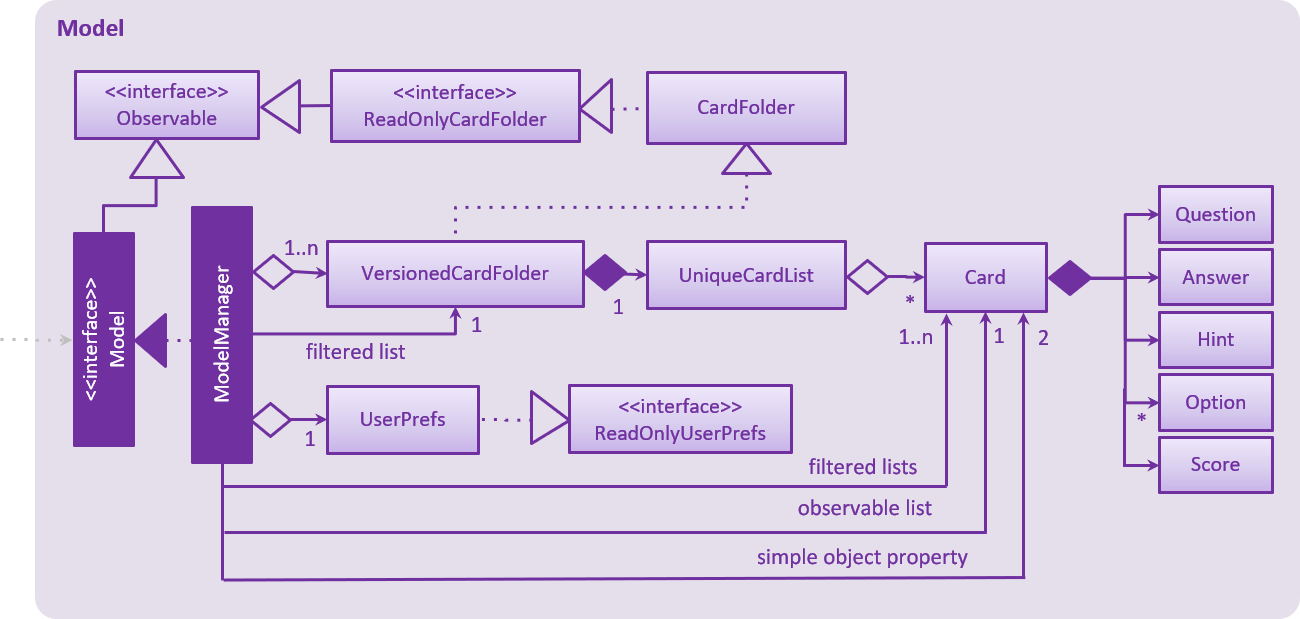 Model
<<interface>>
Observable
<<interface>>
ReadOnlyCardFolder
CardFolder
<<interface>>
Model
ModelManager
1..n
VersionedCardFolder
1
UniqueCardList
*
Card
Question
Answer
Hint
Option
*
Score
1
filtered list
1..n
1
2
UserPrefs
1
<<interface>>
ReadOnlyUserPrefs
filtered lists
observable list
simple object property